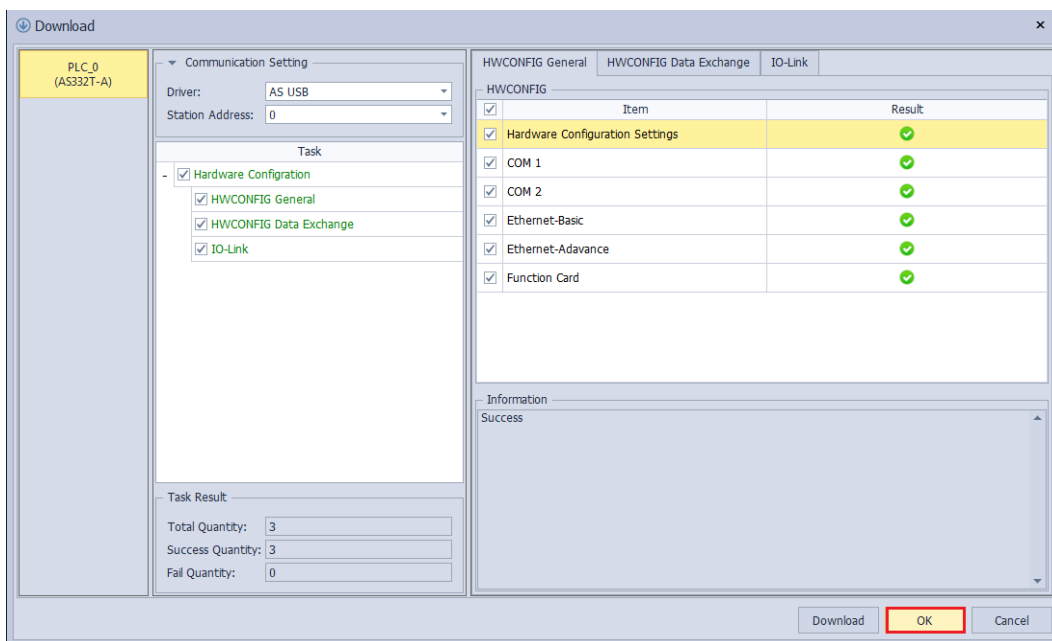 Download
PLC_0
(AS332T-A)
Communication Setting
Driver: AS USB
Station Address: 0
Task
Hardware Configration
HWCONFIG General
HWCONFIG Data Exchange
IO-Link
Task Result
Total Quantity: 3
Success Quantity: 3
Fail Quantity: 0
HWCONFIG General HWCONFIG Data Exchange IO-Link
HWCONFIG
Item Result
Hardware Configuration Settings
COM 1
COM 2
Ethernet-Basic
Ethernet-Adavance
Function Card
Information
Success
Download OK Cancel